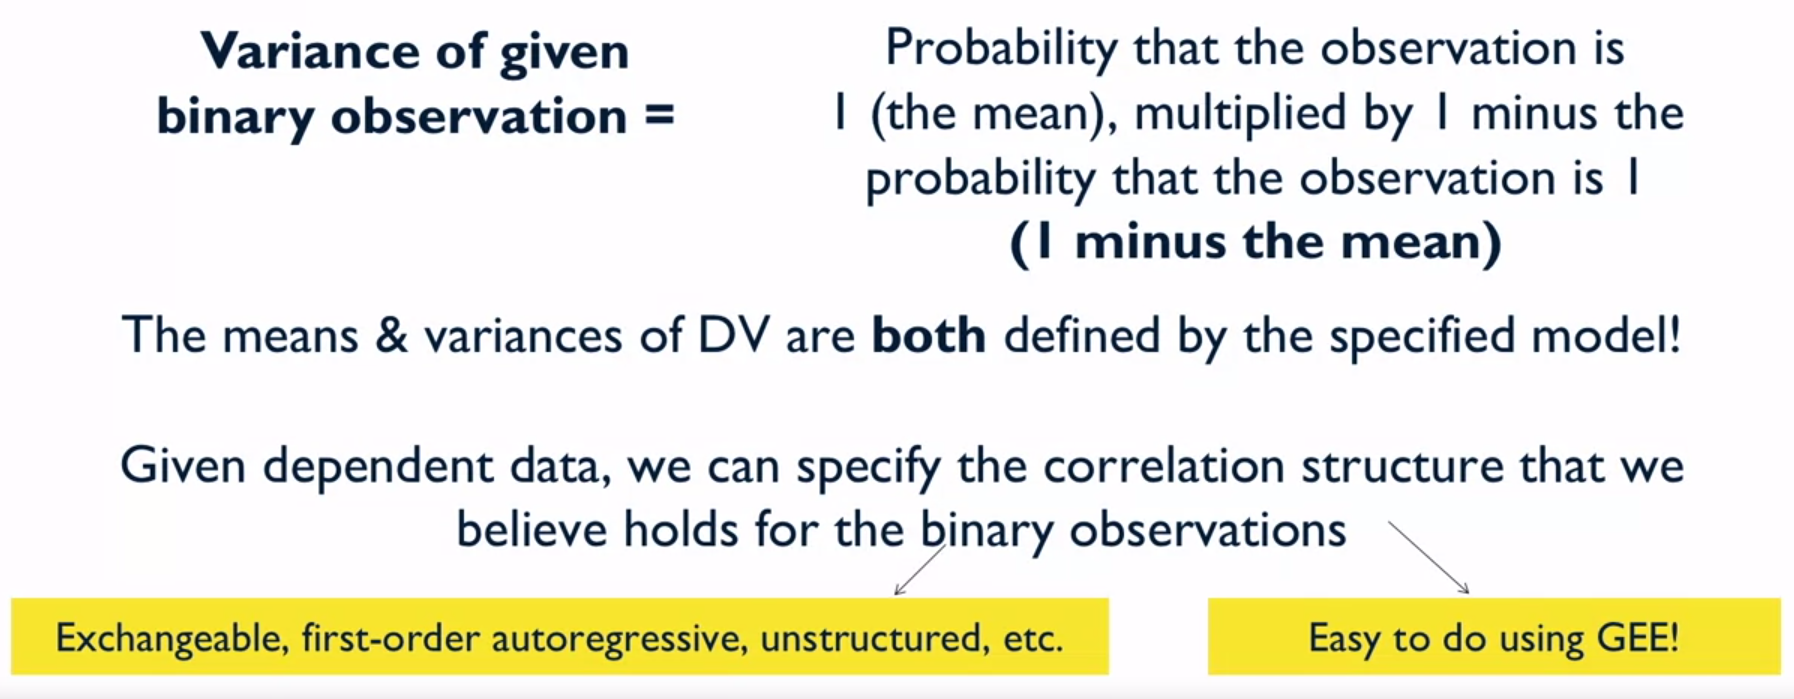 Variance of given
binary observation =
Probability that the observation is
1 (the mean), multiplied by 1 minus the
probability that the observation is 1
(1 minus the mean)
The means & variances of DV are both defined by the specified model!
Given dependent data, we can specify the correlation structure that we
believe holds for the binary observations
Exchangeable, first-order autoregressive, unstructured, etc.
Easy to do using GEE!